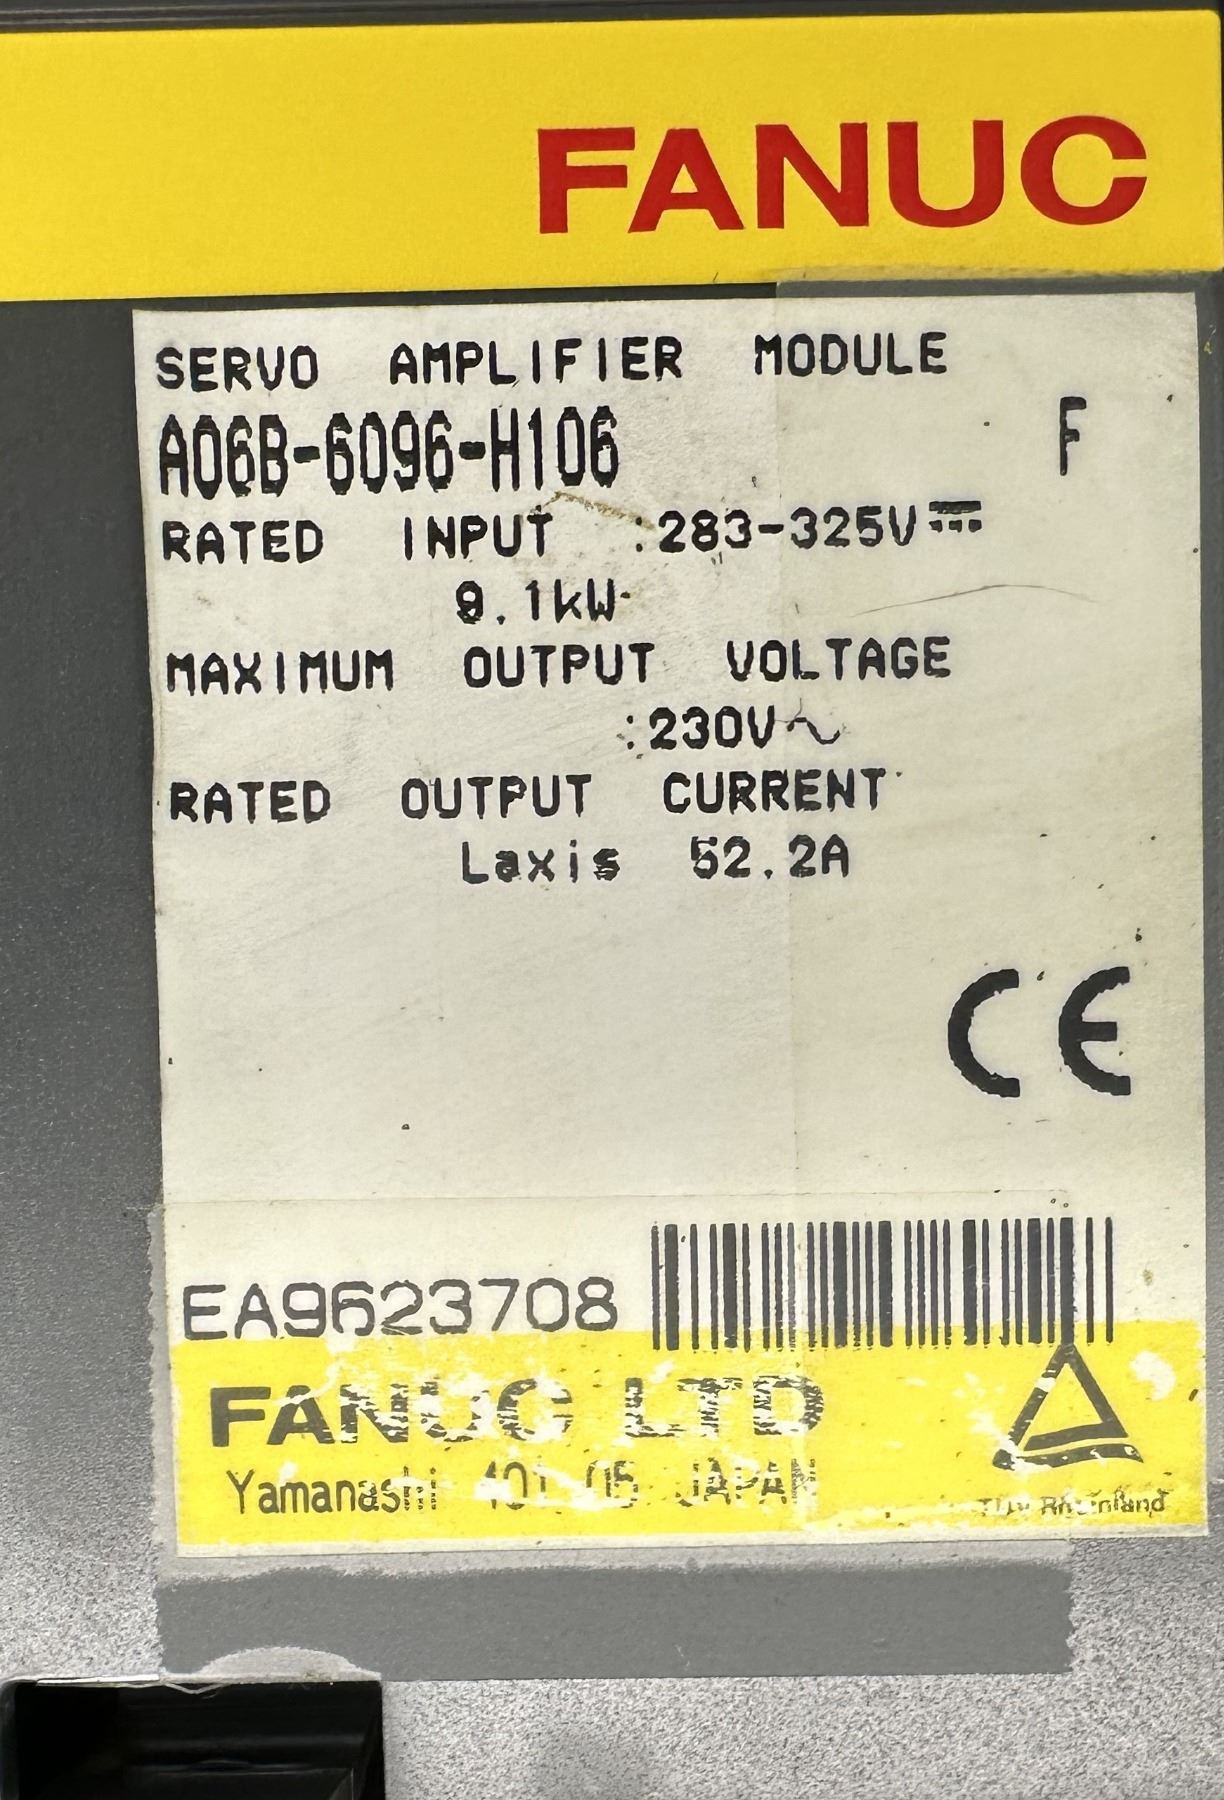 FANUC
SERVO AMPLIFIER MODULE
A06B-6096-H106 F
RATED INPUT :283-325V⎓
9.1kW
MAXIMUM OUTPUT VOLTAGE
:230V~
RATED OUTPUT CURRENT
Laxis 52.2A
CE
EA9623708
FANUC LTD
Yamanashi 401-05 JAPAN
TUV Rheinland